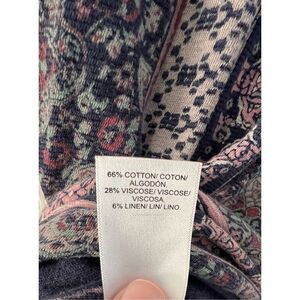 66% COTTON/ COTON/
ALGODÓN.
28% VISCOSE/ VISCOSE/
VISCOSA.
6% LINEN/ LIN/ LINO.